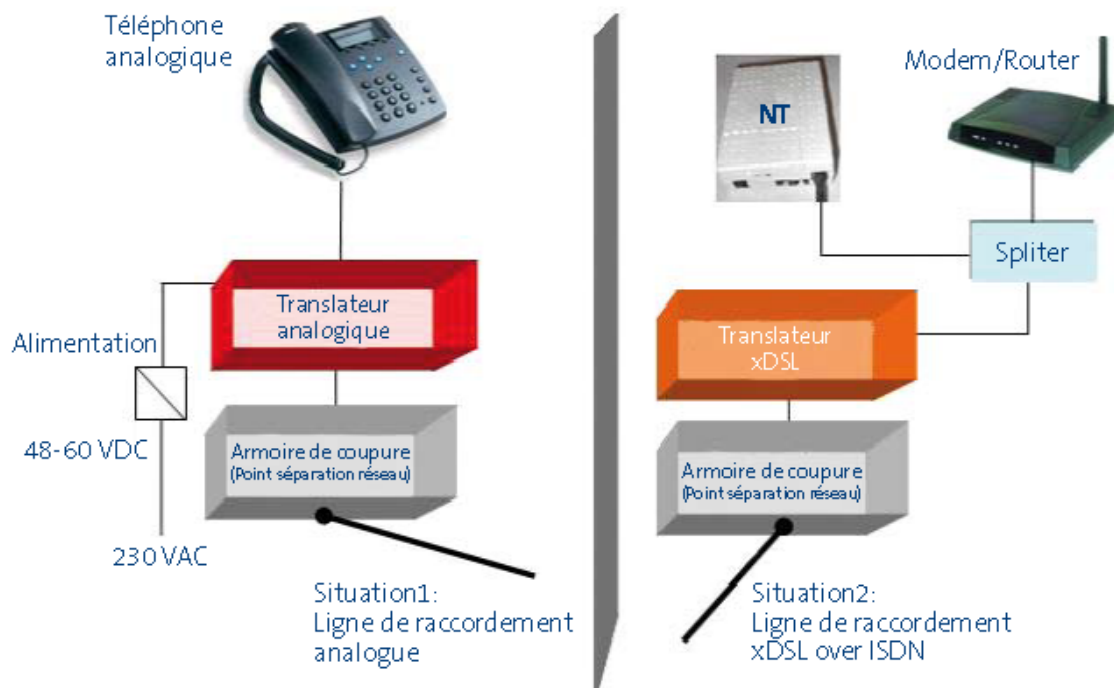 Téléphone
analogique
Translateur
analogique
Alimentation
48-60 VDC
230 VAC
Armoire de coupure
(Point séparation réseau)
Situation1:
Ligne de raccordement
analogue
NT
Modem/Router
Spliter
Translateur
xDSL
Armoire de coupure
(Point séparation réseau)
Situation2:
Ligne de raccordement
xDSL over ISDN